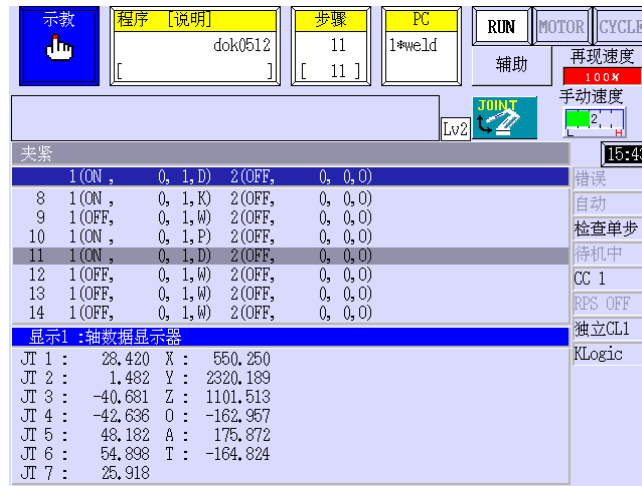 示教 程序 [说明] 步骤 PC RUN MOTOR CYCLE
dok0512 11 1*weld
[ ] [ 11 ] 辅助 再现速度
100%
手动速度
Lv2 JOINT 2 L H
夹紧 15:43
1(ON , 0, 1,D) 2(OFF, 0, 0,O) 错误
8 1(ON , 0, 1,K) 2(OFF, 0, 0,O) 自动
9 1(OFF, 0, 1,W) 2(OFF, 0, 0,O) 检查单步
10 1(ON , 0, 1,P) 2(OFF, 0, 0,O)
11 1(ON , 0, 1,D) 2(OFF, 0, 0,O) 待机中
12 1(OFF, 0, 1,W) 2(OFF, 0, 0,O) CC 1
13 1(OFF, 0, 1,W) 2(OFF, 0, 0,O) RPS OFF
14 1(OFF, 0, 1,W) 2(OFF, 0, 0,O)
显示1 :轴数据显示器 独立CL1
JT 1 : 28.420 X : 550.250 KLogic
JT 2 : 1.482 Y : 2320.189
JT 3 : -40.681 Z : 1101.513
JT 4 : -42.636 O : -162.957
JT 5 : 48.182 A : 175.872
JT 6 : 54.898 T : -164.824
JT 7 : 25.918